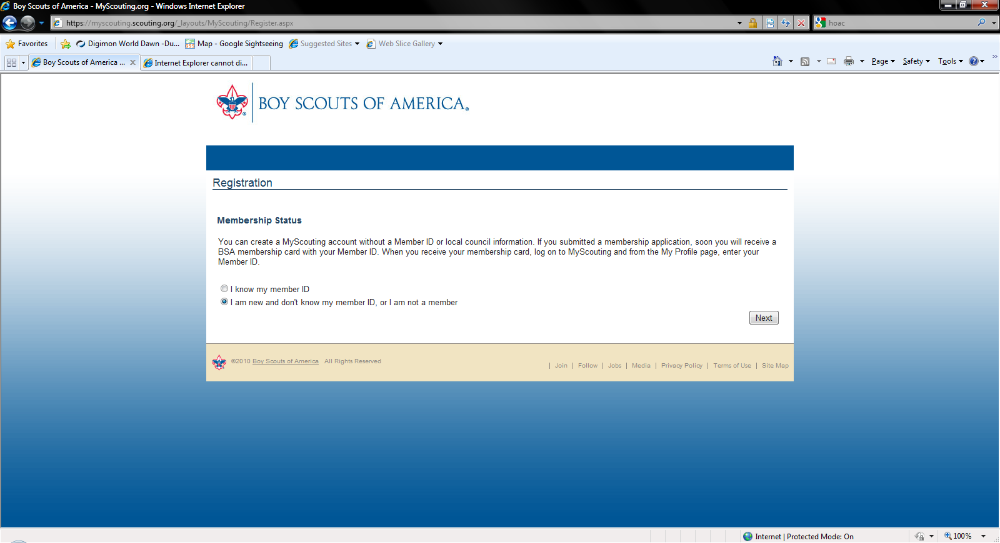 Boy Scouts of America - MyScouting.org - Windows Internet Explorer
https://myscouting.scouting.org/_layouts/MyScouting/Register.aspx
hoac
Favorites
Digimon World Dawn -Du...
Map - Google Sightseeing
Suggested Sites
Web Slice Gallery
Boy Scouts of America ...
Internet Explorer cannot di...
Page
Safety
Tools
BOY SCOUTS OF AMERICA®
Registration
Membership Status
You can create a MyScouting account without a Member ID or local council information. If you submitted a membership application, soon you will receive a
BSA membership card with your Member ID. When you receive your membership card, log on to MyScouting and from the My Profile page, enter your
Member ID.
I know my member ID
I am new and don't know my member ID, or I am not a member
Next
©2010 Boy Scouts of America All Rights Reserved
| Join | Follow | Jobs | Media | Privacy Policy | Terms of Use | Site Map
Internet | Protected Mode: On
100%